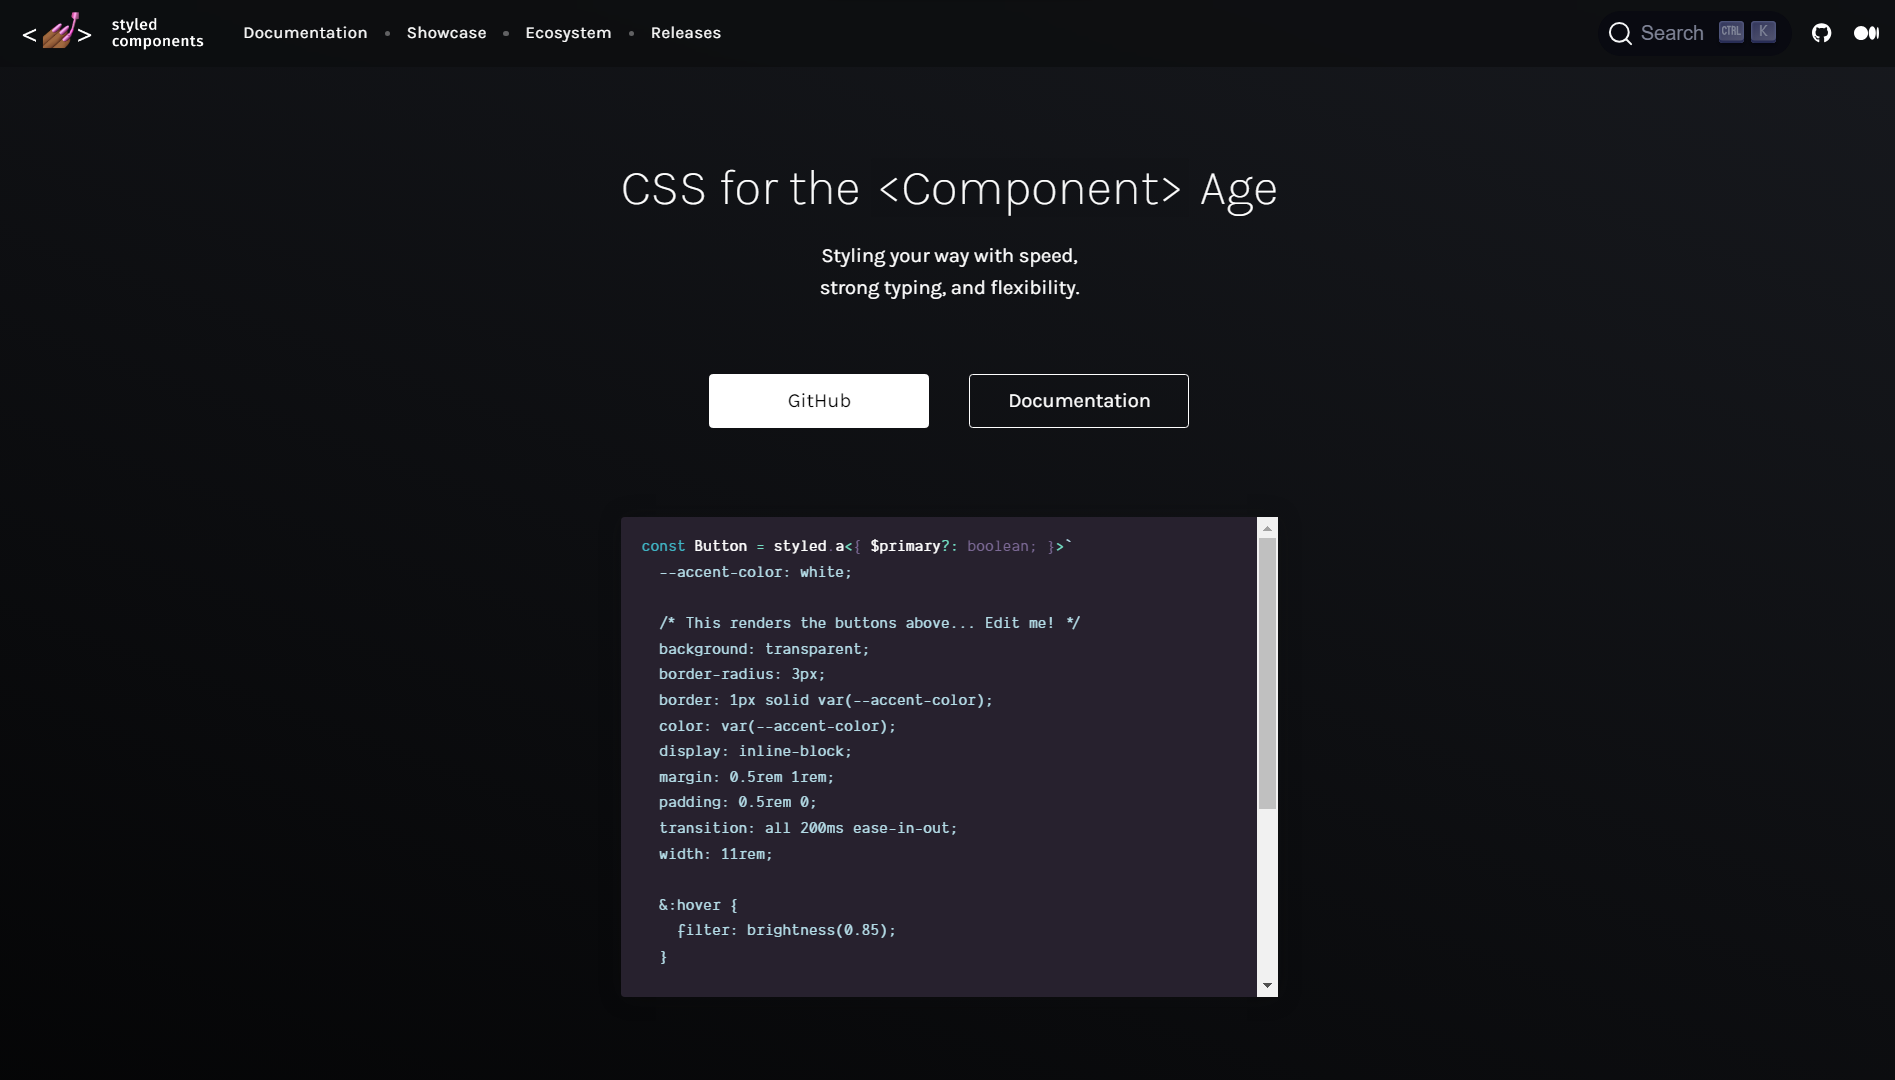 styled
components
Documentation
Showcase
Ecosystem
Releases
Search
CTRL
K
CSS for the <Component> Age
Styling your way with speed,
strong typing, and flexibility.
GitHub
Documentation
const Button = styled.a<{ $primary?: boolean; }>`
--accent-color: white;
/* This renders the buttons above... Edit me! */
background: transparent;
border-radius: 3px;
border: 1px solid var(--accent-color);
color: var(--accent-color);
display: inline-block;
margin: 0.5rem 1rem;
padding: 0.5rem 0;
transition: all 200ms ease-in-out;
width: 11rem;
&:hover {
filter: brightness(0.85);
}